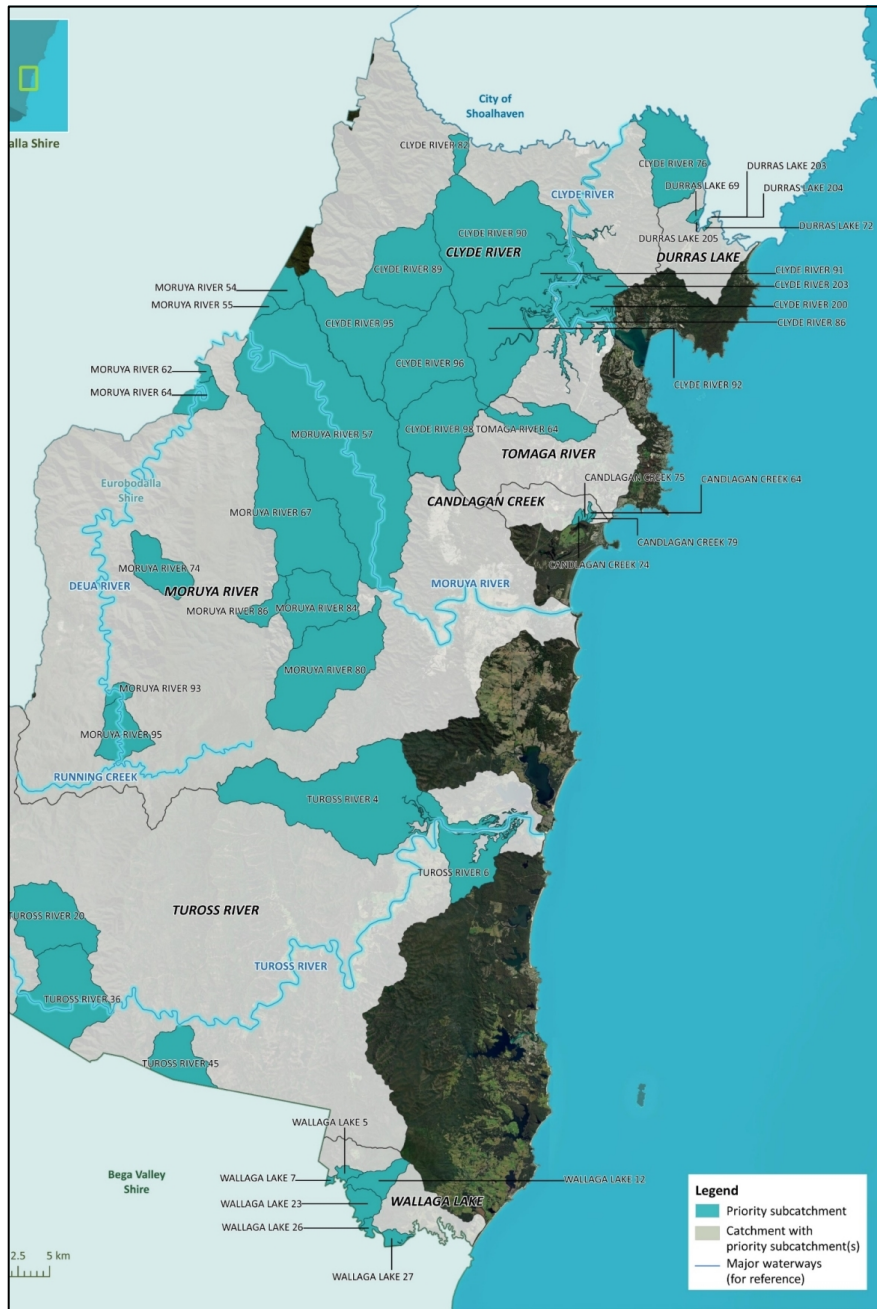 City of
Shoalhaven
alla Shire
CLYDE RIVER 82
CLYDE RIVER 76
DURRAS LAKE 203
DURRAS LAKE 69
DURRAS LAKE 204
CLYDE RIVER
DURRAS LAKE 72
CLYDE RIVER 90
DURRAS LAKE 205
CLYDE RIVER
DURRAS LAKE
CLYDE RIVER 89
CLYDE RIVER 91
MORUYA RIVER 54
CLYDE RIVER 203
MORUYA RIVER 55
CLYDE RIVER 200
CLYDE RIVER 95
CLYDE RIVER 86
CLYDE RIVER 96
MORUYA RIVER 62
CLYDE RIVER 92
MORUYA RIVER 64
CLYDE RIVER 98
TOMAGA RIVER 64
MORUYA RIVER 57
TOMAGA RIVER
CANDLAGAN CREEK 75
CANDLAGAN CREEK 64
Eurobodalla
Shire
CANDLAGAN CREEK
MORUYA RIVER 67
CANDLAGAN CREEK 79
CANDLAGAN CREEK 74
MORUYA RIVER 74
DEUA RIVER
MORUYA RIVER
MORUYA RIVER
MORUYA RIVER 86
MORUYA RIVER 84
MORUYA RIVER 80
MORUYA RIVER 93
MORUYA RIVER 95
RUNNING CREEK
TUROSS RIVER 4
TUROSS RIVER 6
TUROSS RIVER
TUROSS RIVER 20
TUROSS RIVER
TUROSS RIVER 36
TUROSS RIVER 45
WALLAGA LAKE 5
Bega Valley
Shire
WALLAGA LAKE 7
WALLAGA LAKE 12
WALLAGA LAKE
WALLAGA LAKE 23
WALLAGA LAKE 26
WALLAGA LAKE 27
2.5 5 km
Legend
Priority subcatchment
Catchment with
priority subcatchment(s)
Major waterways
(for reference)